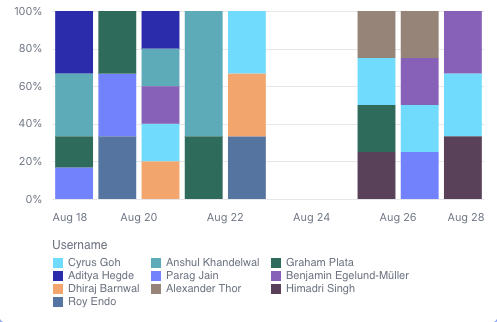 100%
80%
60%
40%
20%
0%
Aug 18 Aug 20 Aug 22 Aug 24 Aug 26 Aug 28
Username
Cyrus Goh Anshul Khandelwal Graham Plata
Aditya Hegde Parag Jain Benjamin Egelund-Müller
Dhiraj Barnwal Alexander Thor Himadri Singh
Roy Endo